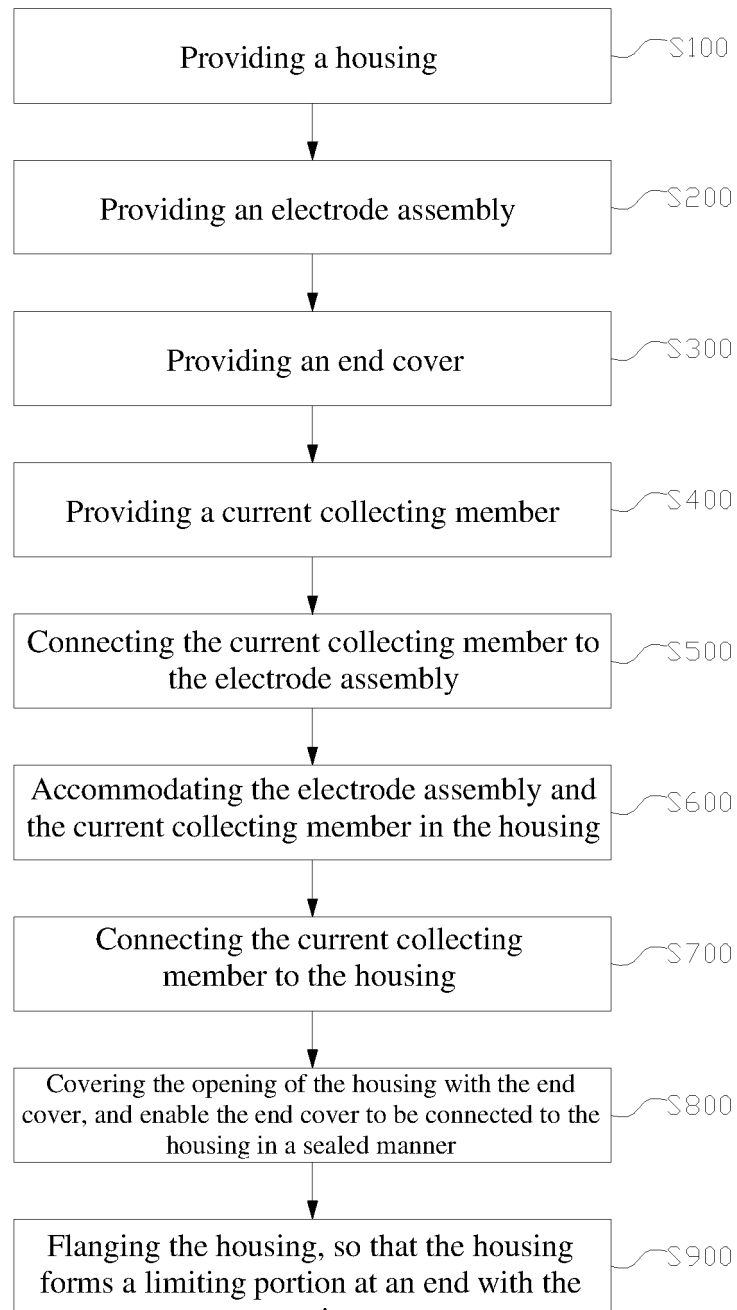 Providing a housing
S100
Providing an electrode assembly
S200
Providing an end cover
S300
Providing a current collecting member
S400
Connecting the current collecting member to
the electrode assembly
S500
Accommodating the electrode assembly and
the current collecting member in the housing
S600
Connecting the current collecting
member to the housing
S700
Covering the opening of the housing with the end
cover, and enable the end cover to be connected to the
housing in a sealed manner
S800
Flanging the housing, so that the housing
forms a limiting portion at an end with the
S900